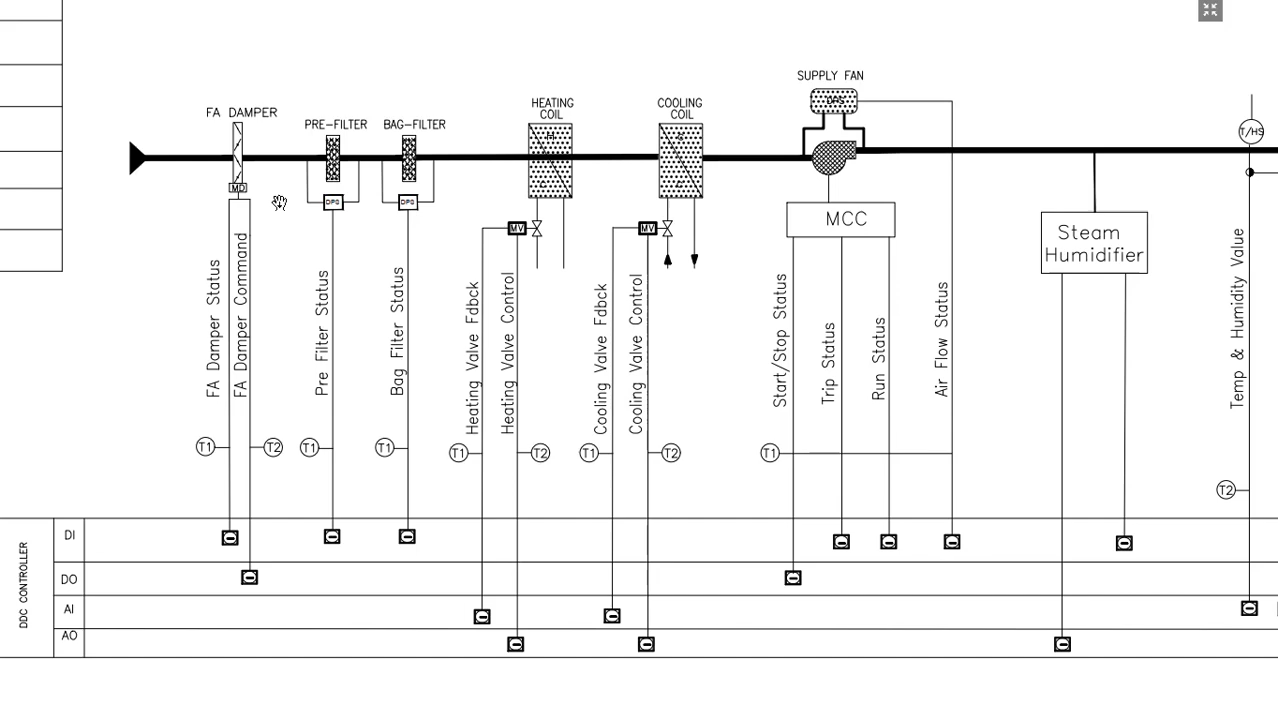 SUPPLY FAN
DPS
FA DAMPER
PRE-FILTER
BAG-FILTER
HEATING
COIL
COOLING
COIL
T/HS
H
C
C
MD
DPG
DPG
MV
MV
MCC
Steam
Humidifier
FA Damper Status
FA Damper Command
Pre Filter Status
Bag Filter Status
Heating Valve Fdbck
Heating Valve Control
Cooling Valve Fdbck
Cooling Valve Control
Start/Stop Status
Trip Status
Run Status
Air Flow Status
Temp & Humidity Value
T1
T2
T1
T1
T1
T2
T1
T2
T1
T2
DDC CONTROLLER
DI
DO
AI
AO